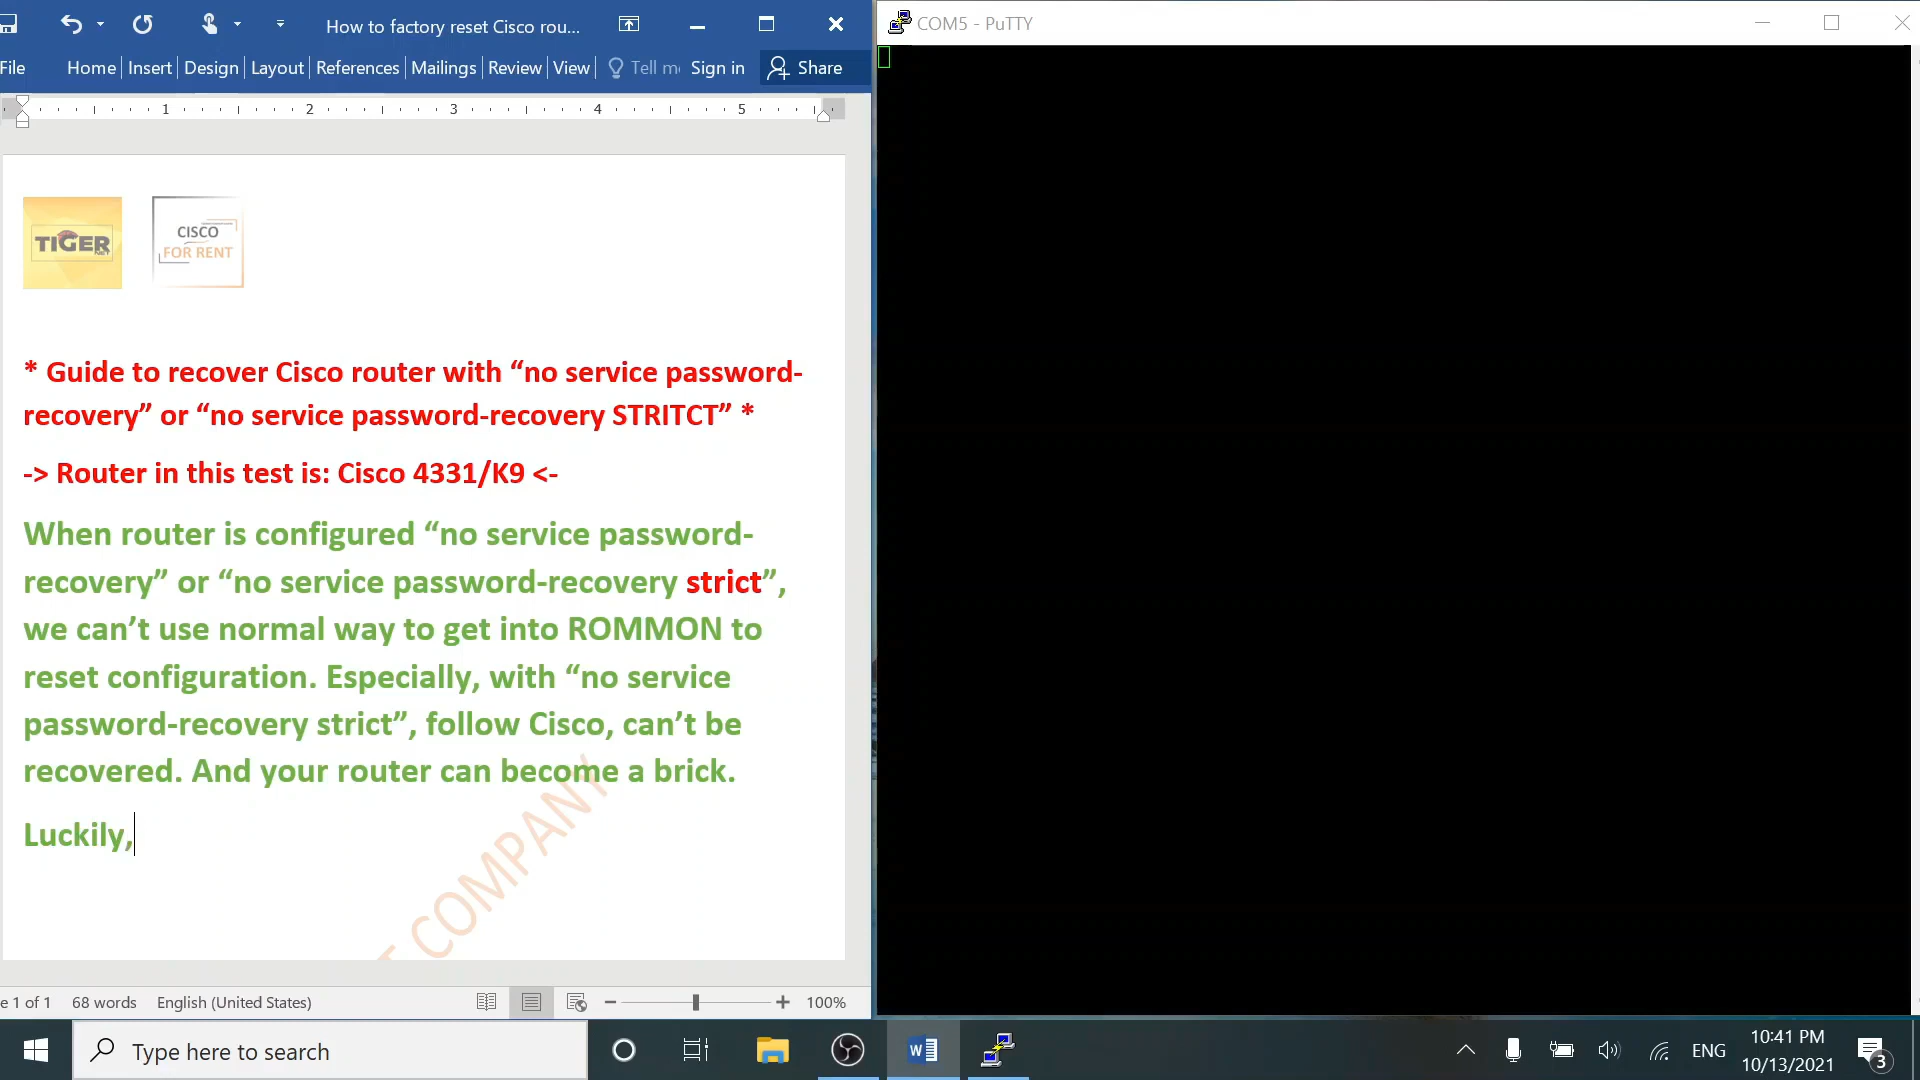 How to factory reset Cisco rou...
File Home Insert Design Layout References Mailings Review View Tell me Sign in Share
1 2 3 4 5
TIGER
NET
CISCO
FOR RENT
* Guide to recover Cisco router with “no service password-
recovery” or “no service password-recovery STRITCT” *
-> Router in this test is: Cisco 4331/K9 <-
When router is configured “no service password-
recovery” or “no service password-recovery strict”,
we can’t use normal way to get into ROMMON to
reset configuration. Especially, with “no service
password-recovery strict”, follow Cisco, can’t be
recovered. And your router can become a brick.
Luckily,
T COMPANY
e 1 of 1 68 words English (United States) 100%
COM5 - PuTTY
Type here to search
ENG
10:41 PM
10/13/2021
3